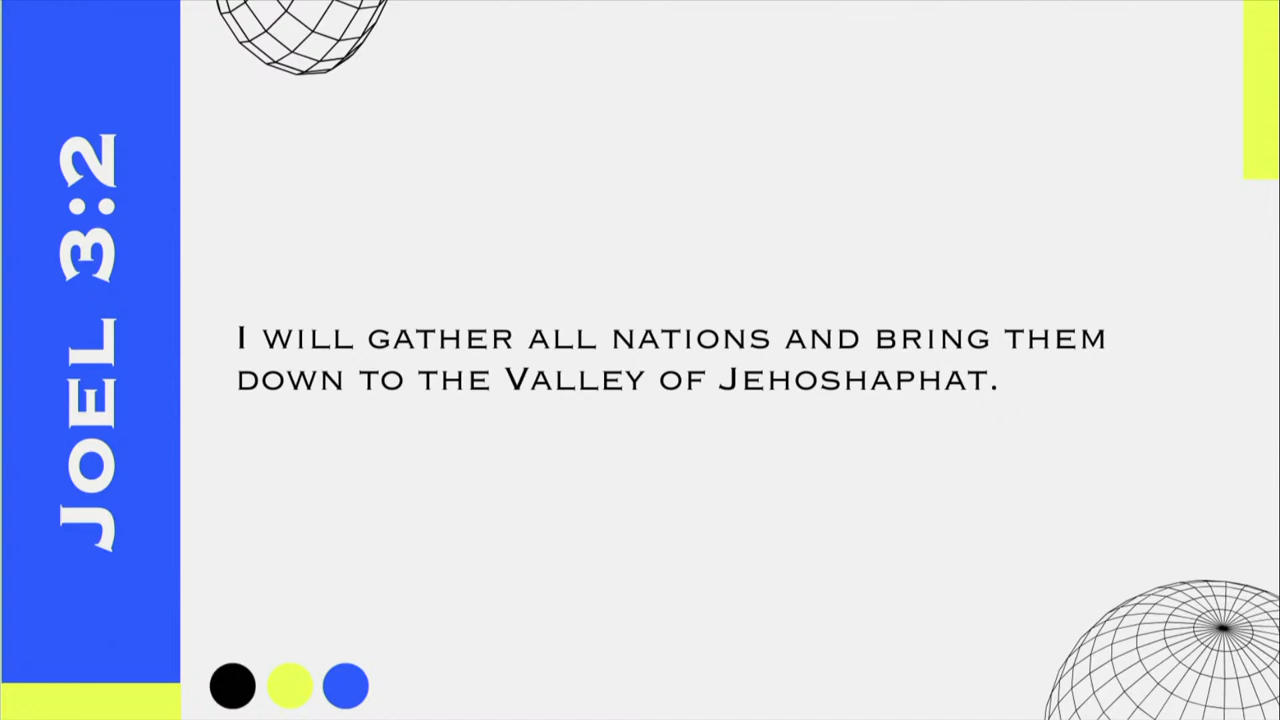 JOEL 3:2
I WILL GATHER ALL NATIONS AND BRING THEM
DOWN TO THE VALLEY OF JEHOSHAPHAT.